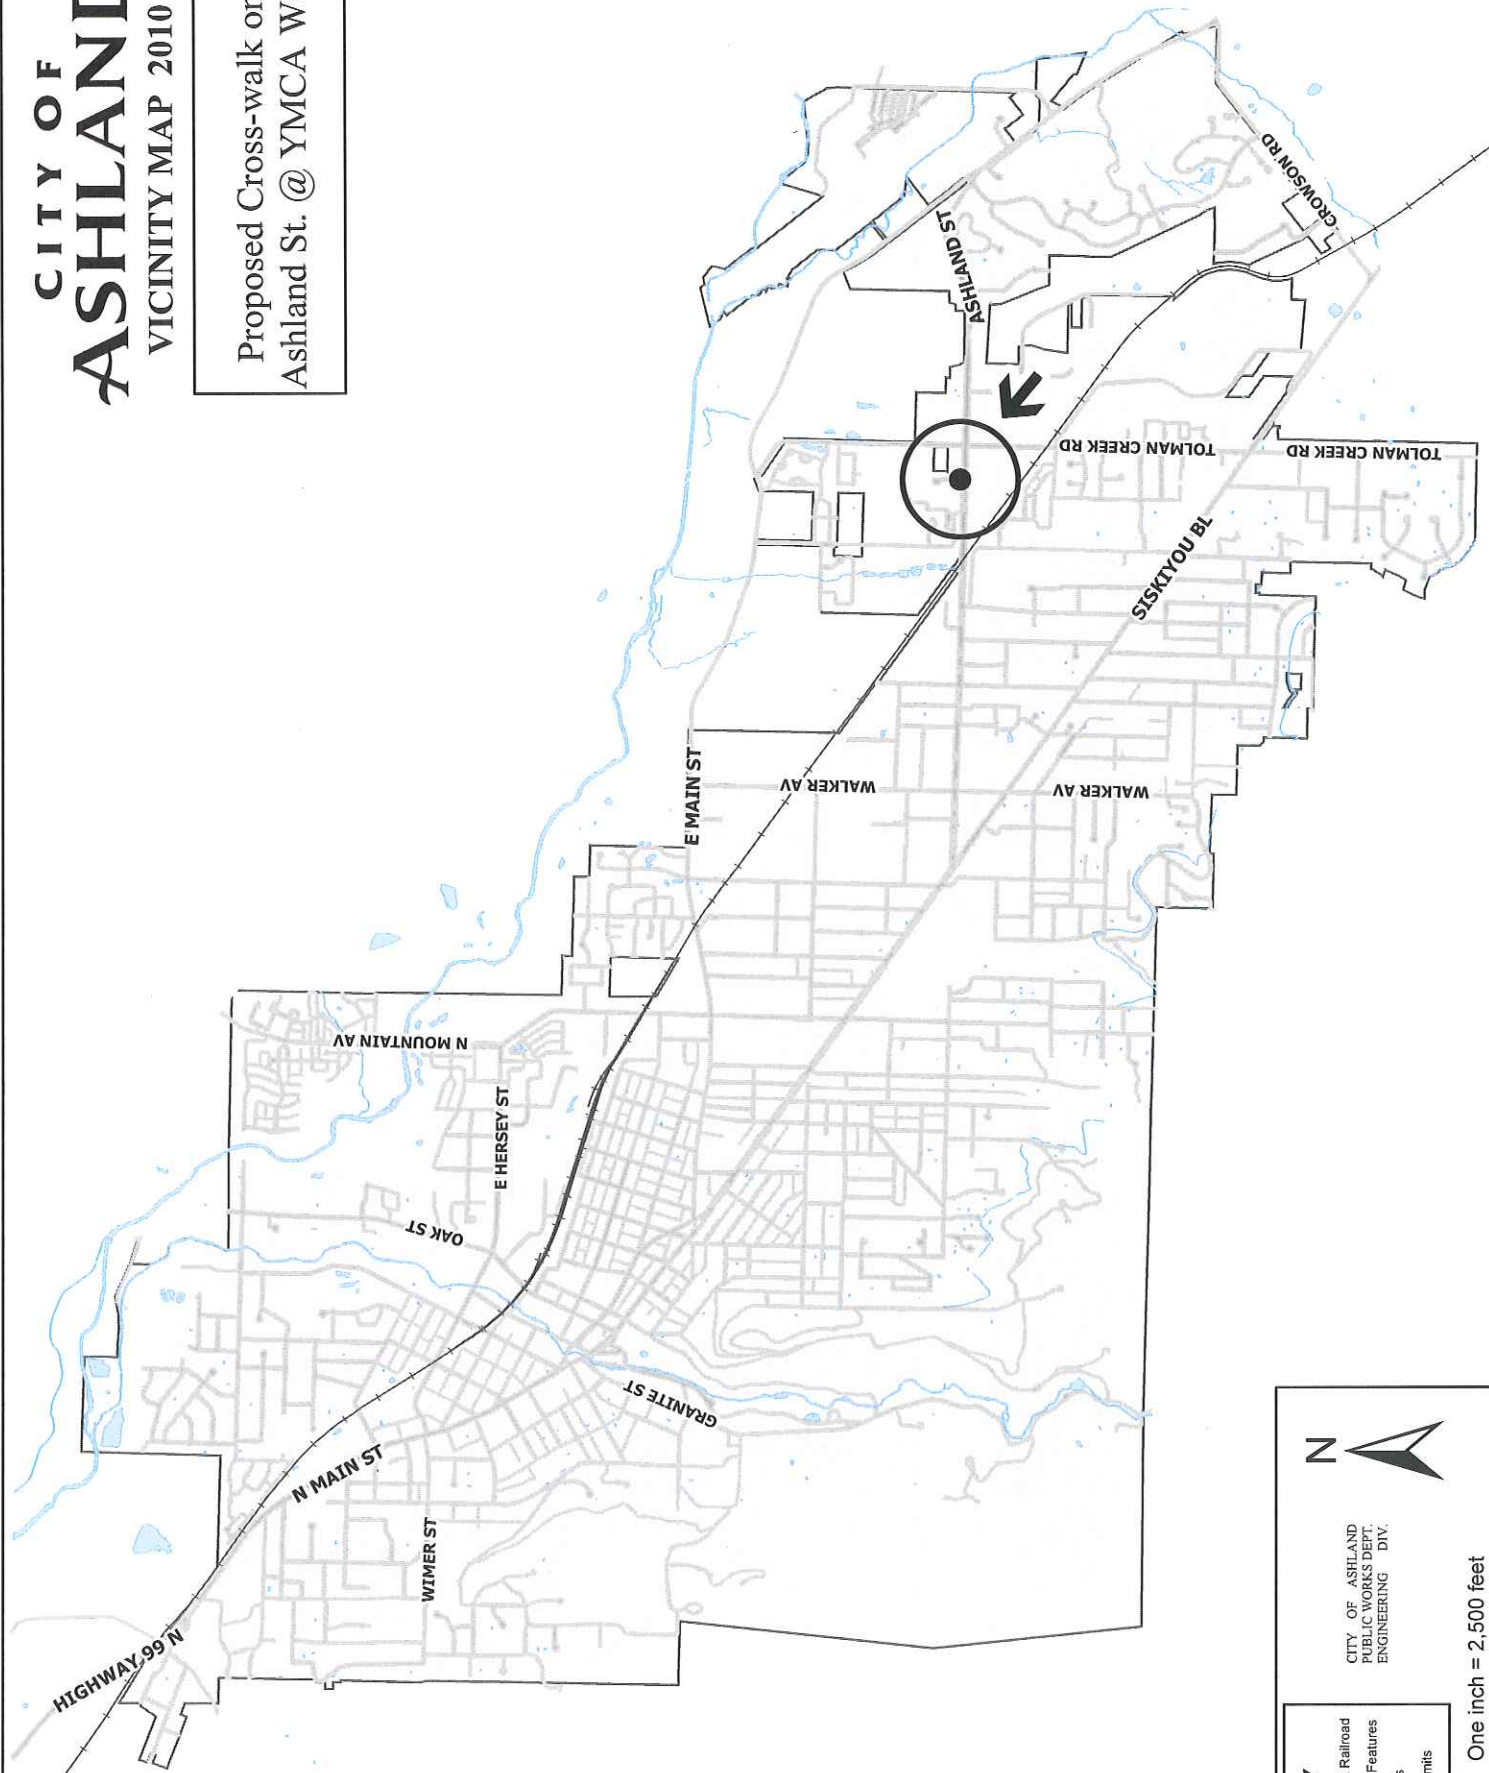 CITY OF
ASHLAND
VICINITY MAP 2010
Proposed Cross-walk on
Ashland St. @ YMCA W
HIGHWAY 99 N
N MAIN ST
WIMER ST
GRANITE ST
OAK ST
E HERSEY ST
N MOUNTAIN AV
E MAIN ST
WALKER AV
WALKER AV
SISKIYOU BL
TOLMAN CREEK RD
TOLMAN CREEK RD
ASHLAND ST
CROWSON RD
Railroad
Features
s
mits
CITY OF ASHLAND
PUBLIC WORKS DEPT.
ENGINEERING DIV.
N
One inch = 2,500 feet